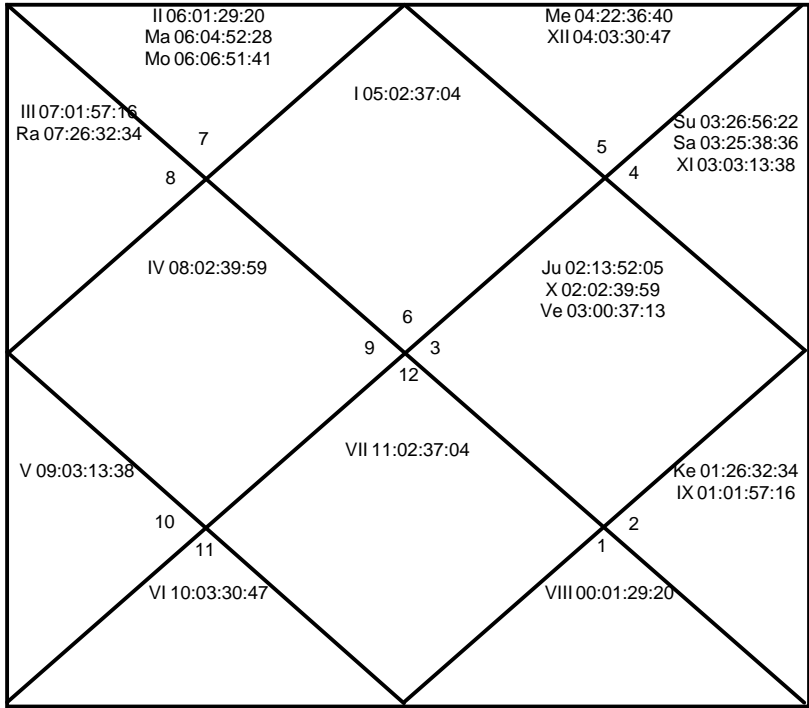 II 06:01:29:20
Ma 06:04:52:28
Mo 06:06:51:41
Me 04:22:36:40
XII 04:03:30:47
I 05:02:37:04
III 07:01:57:16
Ra 07:26:32:34
Su 03:26:56:22
Sa 03:25:38:36
XI 03:03:13:38
7
5
8
4
IV 08:02:39:59
Ju 02:13:52:05
X 02:02:39:59
Ve 03:00:37:13
6
9
3
12
VII 11:02:37:04
V 09:03:13:38
Ke 01:26:32:34
IX 01:01:57:16
10
2
11
1
VI 10:03:30:47
VIII 00:01:29:20